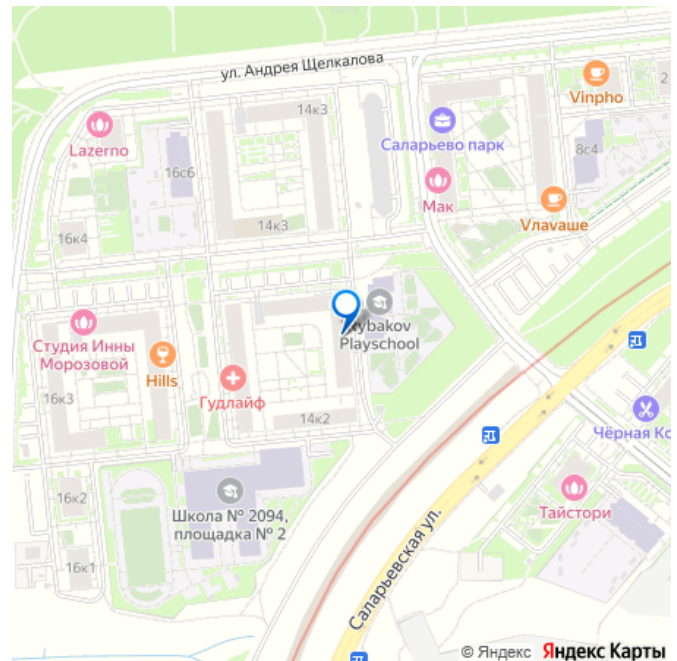 ул. Андрея Щелкалова
Vinpho
2
14к3
Lazerno
Саларьево парк
16с6
8с4
Мак
Vлаvаше
14к3
16к4
Rybakov
Playschool
Студия Инны
Морозовой
Hills
Гудлайф
16к3
14к2
Чёрная Ко
Школа № 2094,
площадка № 2
16к2
Тайстори
16к1
Саларьевская ул.
© Яндекс Яндекс Карты